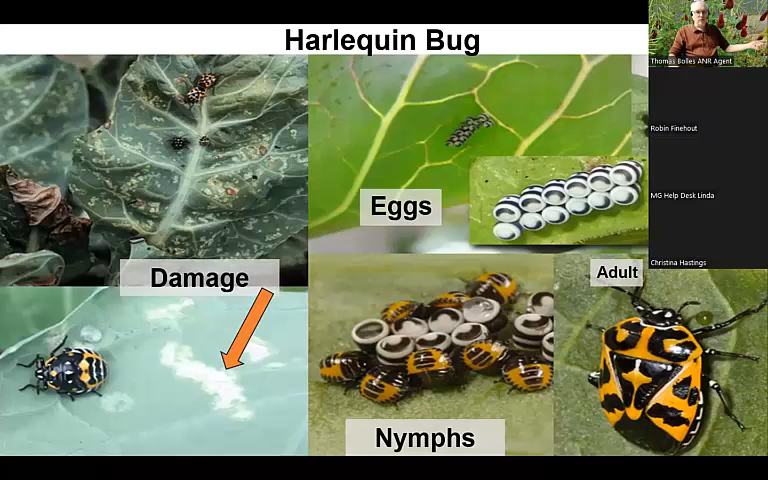 Harlequin Bug
Thomas Bolles ANR Agent
Robin Finehout
MG Help Desk Linda
Eggs
Christina Hastings
Damage
Adult
Nymphs